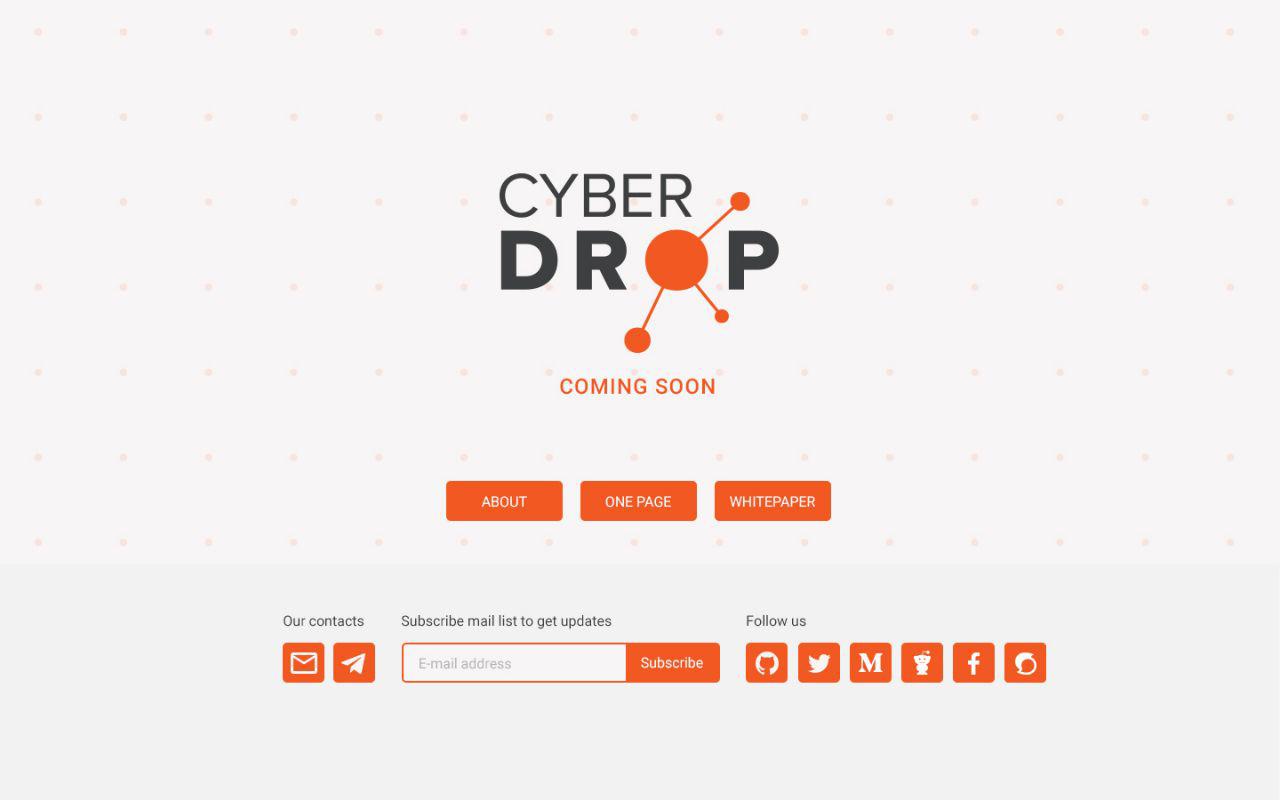 CYBER
DROP
COMING SOON
ABOUT ONE PAGE WHITEPAPER
Our contacts Subscribe mail list to get updates Follow us
E-mail address Subscribe